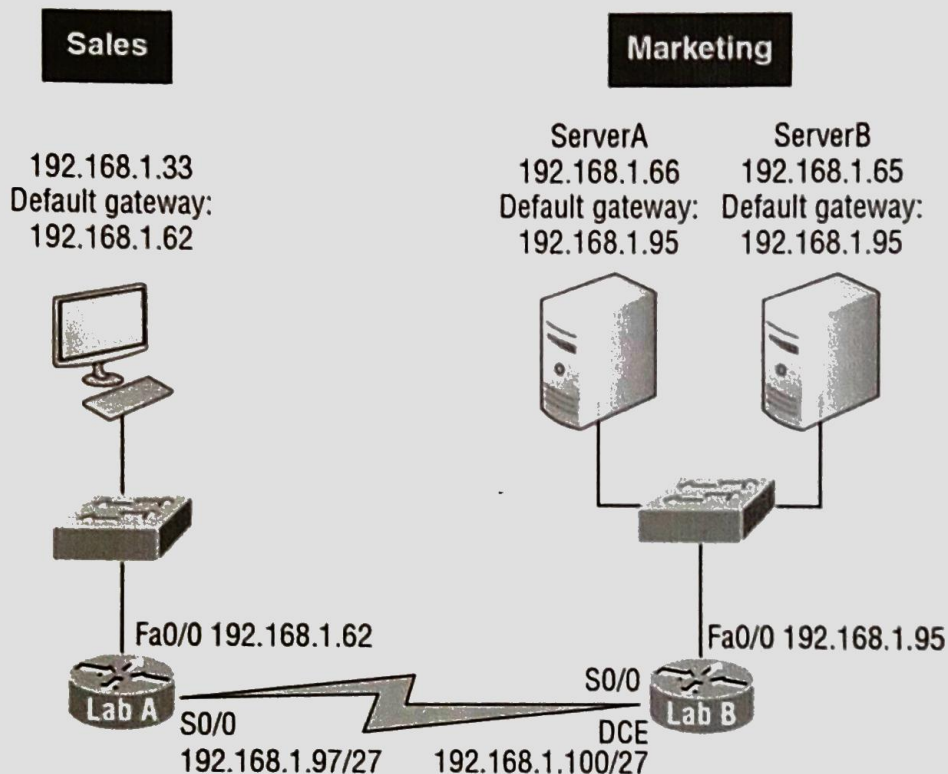 Sales
Marketing
192.168.1.33
Default gateway:
192.168.1.62
ServerA
192.168.1.66
Default gateway:
192.168.1.95
ServerB
192.168.1.65
Default gateway:
192.168.1.95
Fa0/0 192.168.1.62
Fa0/0 192.168.1.95
Lab A
S0/0
192.168.1.97/27
S0/0
DCE
192.168.1.100/27
Lab B